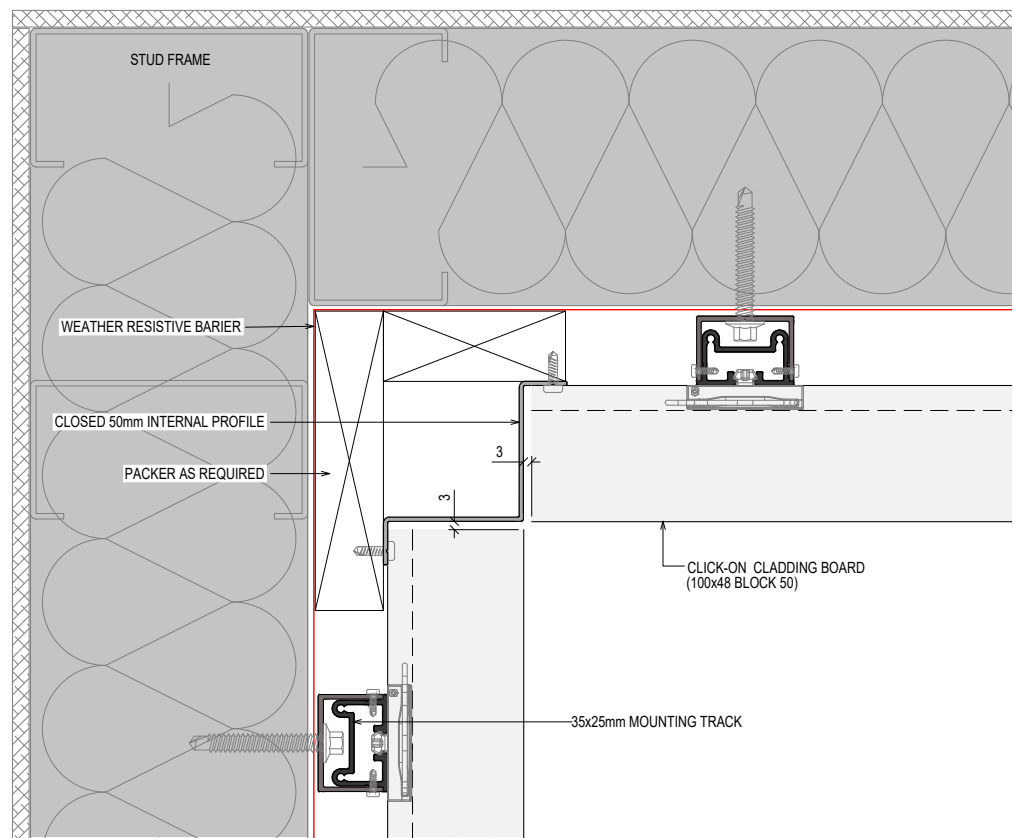 STUD FRAME
WEATHER RESISTIVE BARIER
CLOSED 50mm INTERNAL PROFILE
PACKER AS REQUIRED
3
3
CLICK-ON CLADDING BOARD
(100x48 BLOCK 50)
35x25mm MOUNTING TRACK